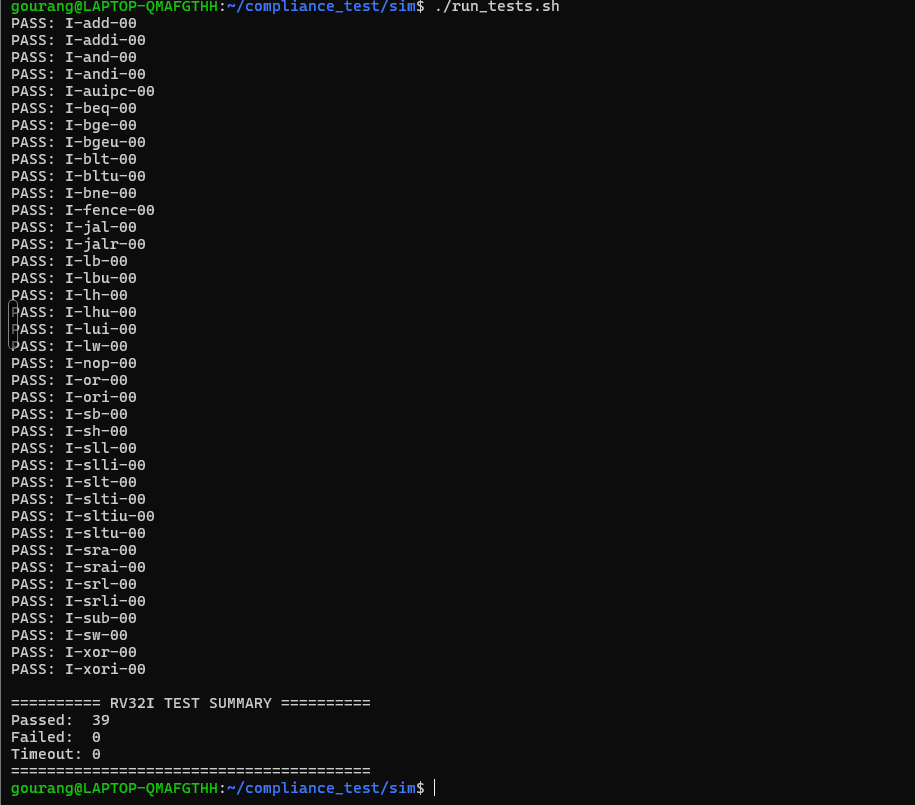 gourang@LAPTOP-QMAFGTHH:~/compliance_test/sim$ ./run_tests.sh
PASS: I-add-00
PASS: I-addi-00
PASS: I-and-00
PASS: I-andi-00
PASS: I-auipc-00
PASS: I-beq-00
PASS: I-bge-00
PASS: I-bgeu-00
PASS: I-blt-00
PASS: I-bltu-00
PASS: I-bne-00
PASS: I-fence-00
PASS: I-jal-00
PASS: I-jalr-00
PASS: I-lb-00
PASS: I-lbu-00
PASS: I-lh-00
PASS: I-lhu-00
PASS: I-lui-00
PASS: I-lw-00
PASS: I-nop-00
PASS: I-or-00
PASS: I-ori-00
PASS: I-sb-00
PASS: I-sh-00
PASS: I-sll-00
PASS: I-slli-00
PASS: I-slt-00
PASS: I-slti-00
PASS: I-sltiu-00
PASS: I-sltu-00
PASS: I-sra-00
PASS: I-srai-00
PASS: I-srl-00
PASS: I-srli-00
PASS: I-sub-00
PASS: I-sw-00
PASS: I-xor-00
PASS: I-xori-00
========== RV32I TEST SUMMARY ==========
Passed:  39
Failed:  0
Timeout: 0
========================================
gourang@LAPTOP-QMAFGTHH:~/compliance_test/sim$